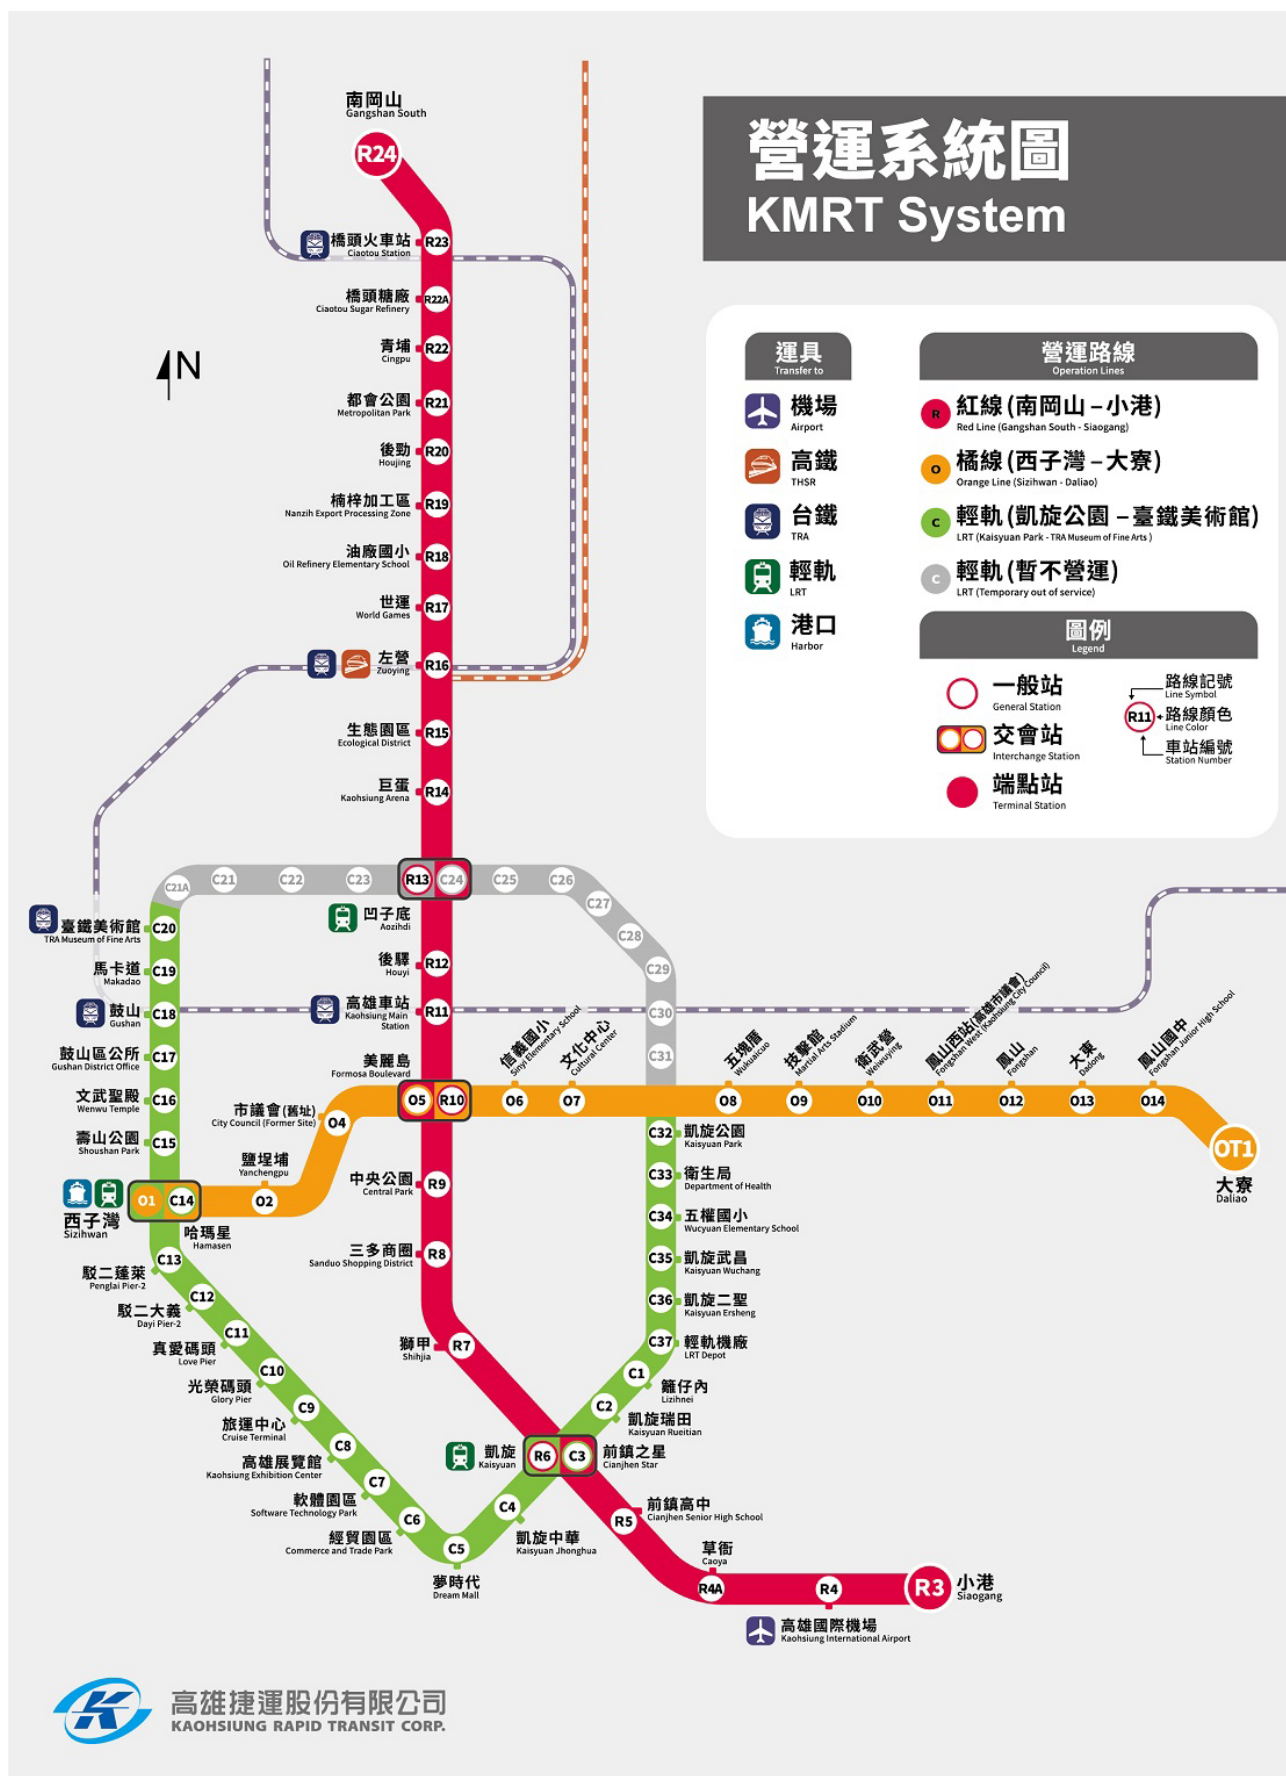 營運系統圖
KMRT System
運具
Transfer to
機場
Airport
高鐵
THSR
台鐵
TRA
輕軌
LRT
港口
Harbor
營運路線
Operation Lines
R 紅線(南岡山–小港)
Red Line (Gangshan South - Siaogang)
O 橘線(西子灣–大寮)
Orange Line (Sizihwan - Daliao)
C 輕軌(凱旋公園–臺鐵美術館)
LRT (Kaisyuan Park - TRA Museum of Fine Arts )
C 輕軌(暫不營運)
LRT (Temporary out of service)
圖例
Legend
一般站
General Station
交會站
Interchange Station
端點站
Terminal Station
R11
路線記號
Line Symbol
路線顏色
Line Color
車站編號
Station Number
N
南岡山
Gangshan South
R24
橋頭火車站 R23
Ciaotou Station
橋頭糖廠 R22A
Ciaotou Sugar Refinery
青埔 R22
Cingpu
都會公園 R21
Metropolitan Park
後勁 R20
Houjing
楠梓加工區 R19
Nanzih Export Processing Zone
油廠國小 R18
Oil Refinery Elementary School
世運 R17
World Games
左營 R16
Zuoying
生態園區 R15
Ecological District
巨蛋 R14
Kaohsiung Arena
C21A C21 C22 C23 R13 C24 C25 C26 C27 C28 C29 C30 C31
凹子底
Aozihdi
後驛 R12
Houyi
高雄車站 R11
Kaohsiung Main
Station
美麗島
Formosa Boulevard
O5 R10
臺鐵美術館 C20
TRA Museum of Fine Arts
馬卡道 C19
Makadao
鼓山 C18
Gushan
鼓山區公所 C17
Gushan District Office
文武聖殿 C16
Wenwu Temple
壽山公園 C15
Shoushan Park
市議會(舊址) O4
City Council (Former Site)
鹽埕埔
Yanchengpu
O2
O1 C14
西子灣
Sizihwan
哈瑪星
Hamasen
信義國小
Sinyi Elementary School
O6
文化中心
Cultural Center
O7
五塊厝
Wukuaicuo
O8
技擊館
Martial Arts Stadium
O9
衛武營
Weiwuying
O10
鳳山西站(高雄市議會)
Fongshan West (Kaohsiung City Council)
O11
鳳山
Fongshan
O12
大東
Dadong
O13
鳳山國中
Fongshan Junior High School
O14
OT1
大寮
Daliao
C32 凱旋公園
Kaisyuan Park
C33 衛生局
Department of Health
C34 五權國小
Wucyuan Elementary School
C35 凱旋武昌
Kaisyuan Wuchang
C36 凱旋二聖
Kaisyuan Ersheng
C37 輕軌機廠
LRT Depot
C1 籬仔內
Lizihnei
C2 凱旋瑞田
Kaisyuan Rueitian
中央公園 R9
Central Park
三多商圈 R8
Sanduo Shopping District
獅甲 R7
Shihjia
凱旋 R6 C3 前鎮之星
Kaisyuan Cianjhen Star
C13
駁二蓬萊
Penglai Pier-2
C12
駁二大義
Dayi Pier-2
C11
真愛碼頭
Love Pier
C10
光榮碼頭
Glory Pier
C9
旅運中心
Cruise Terminal
C8
高雄展覽館
Kaohsiung Exhibition Center
C7
軟體園區
Software Technology Park
C6
經貿園區
Commerce and Trade Park
C5
夢時代
Dream Mall
C4
凱旋中華
Kaisyuan Jhonghua
R5 前鎮高中
Cianjhen Senior High School
草衙
Caoya
R4A R4 R3 小港
Siaogang
高雄國際機場
Kaohsiung International Airport
高雄捷運股份有限公司
KAOHSIUNG RAPID TRANSIT CORP.